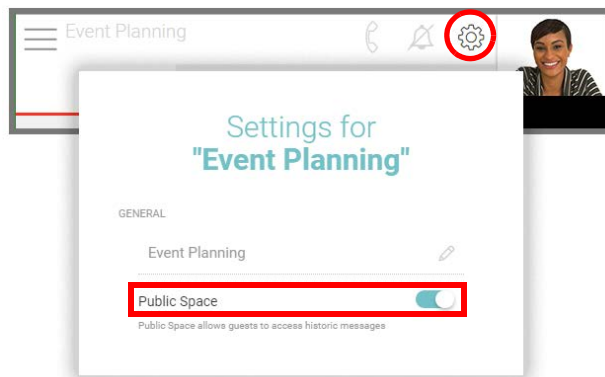 Event Planning
Settings for
"Event Planning"
GENERAL
Event Planning
Public Space
Public Space allows guests to access historic messages